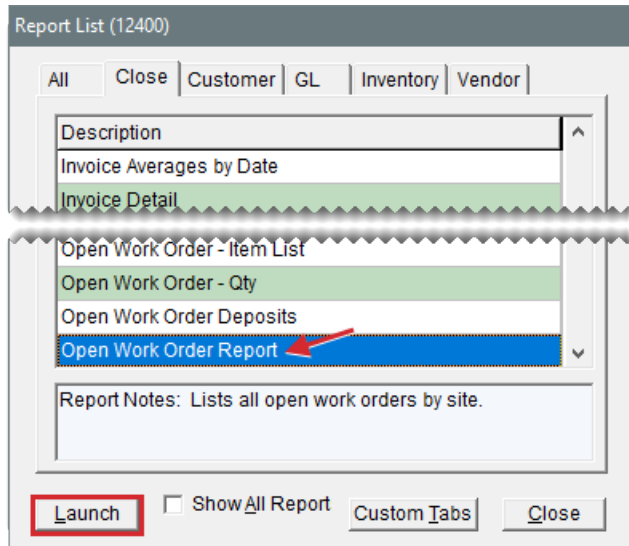 Report List (12400)
All Close Customer GL Inventory Vendor
Description
Invoice Averages by Date
Invoice Detail
Open Work Order - Item List
Open Work Order - Qty
Open Work Order Deposits
Open Work Order Report
Report Notes: Lists all open work orders by site.
Launch Show All Report Custom Tabs Close